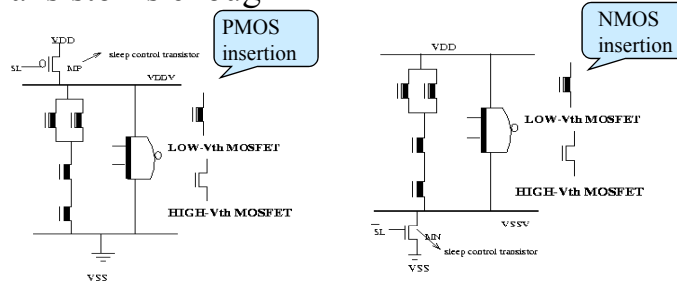 PMOS
insertion
VDD
sleep control transistor
SL
MP
VDDV
LOW-Vth MOSFET
HIGH-Vth MOSFET
VSS
NMOS
insertion
VDD
LOW-Vth MOSFET
HIGH-Vth MOSFET
VSSV
SL
MN
VSS
sleep control transistor